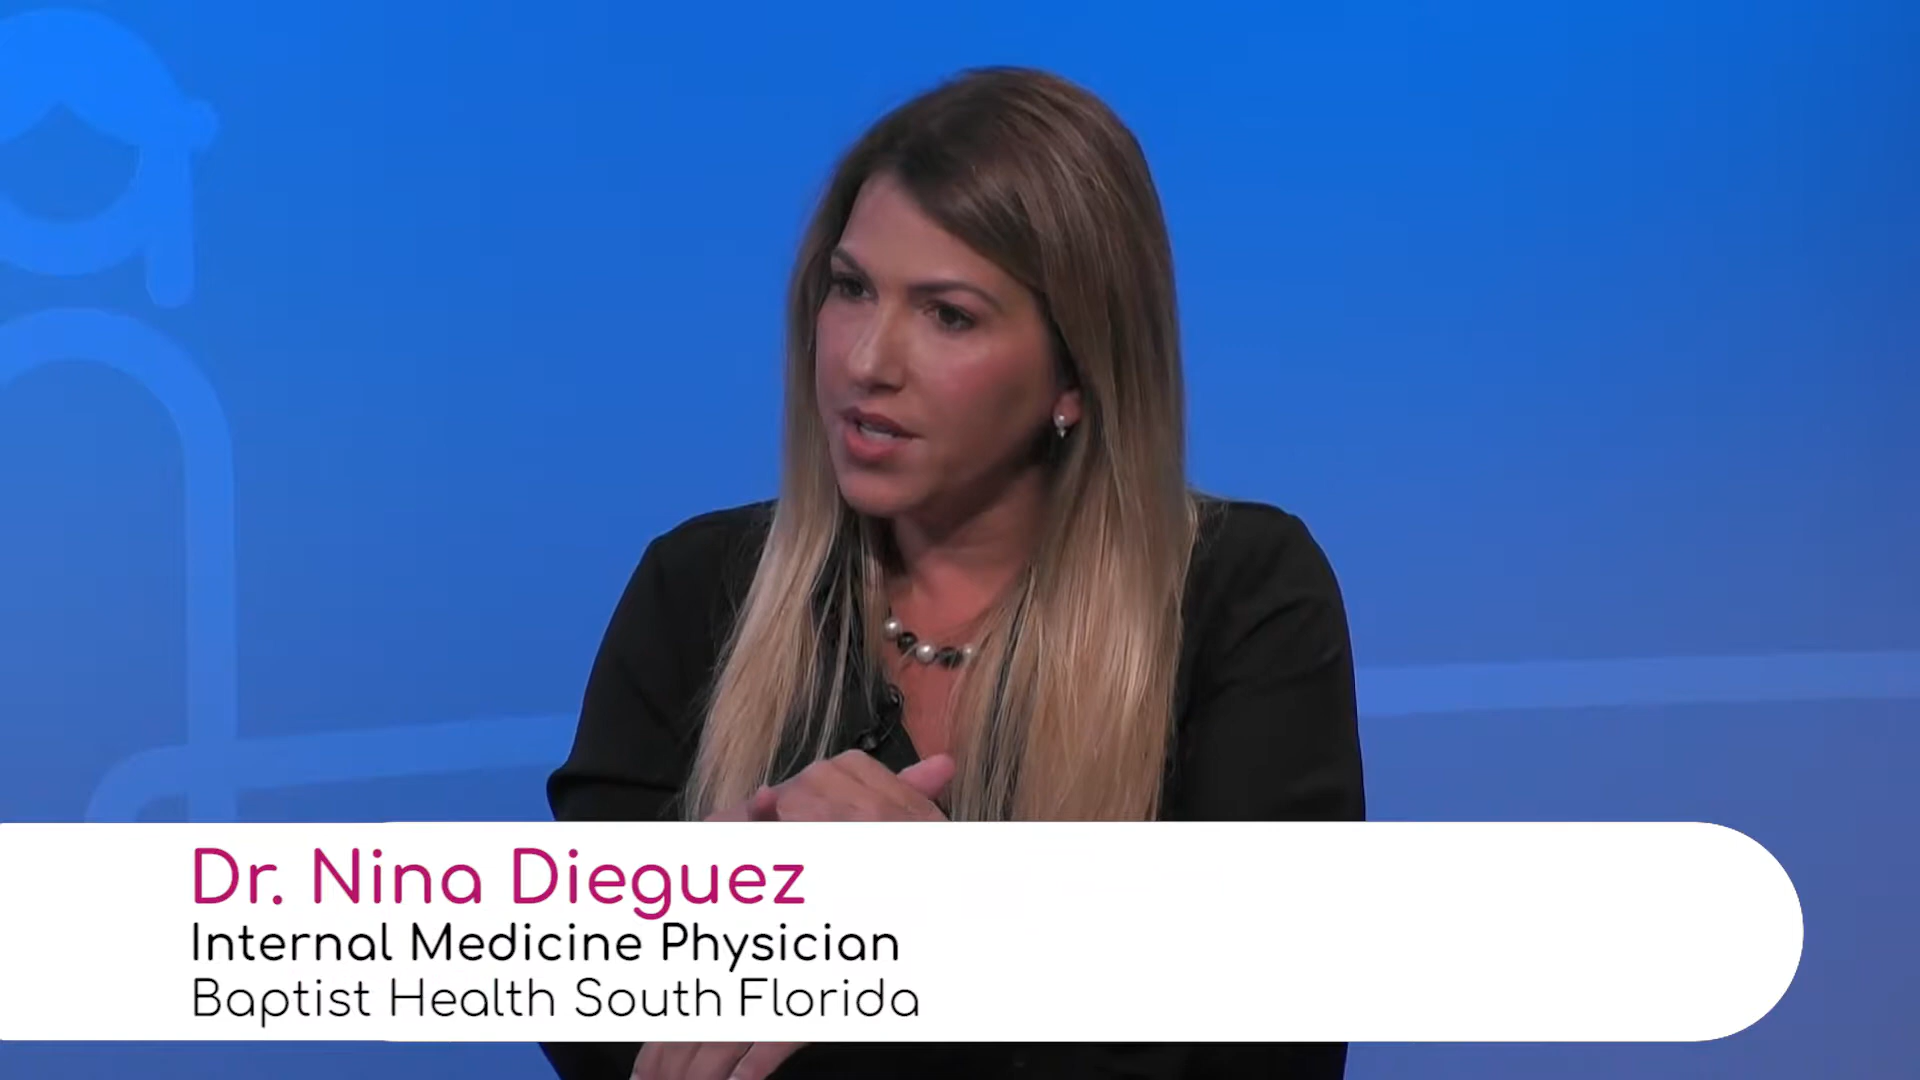 Dr. Nina Dieguez
Internal Medicine Physician
Baptist Health South Florida